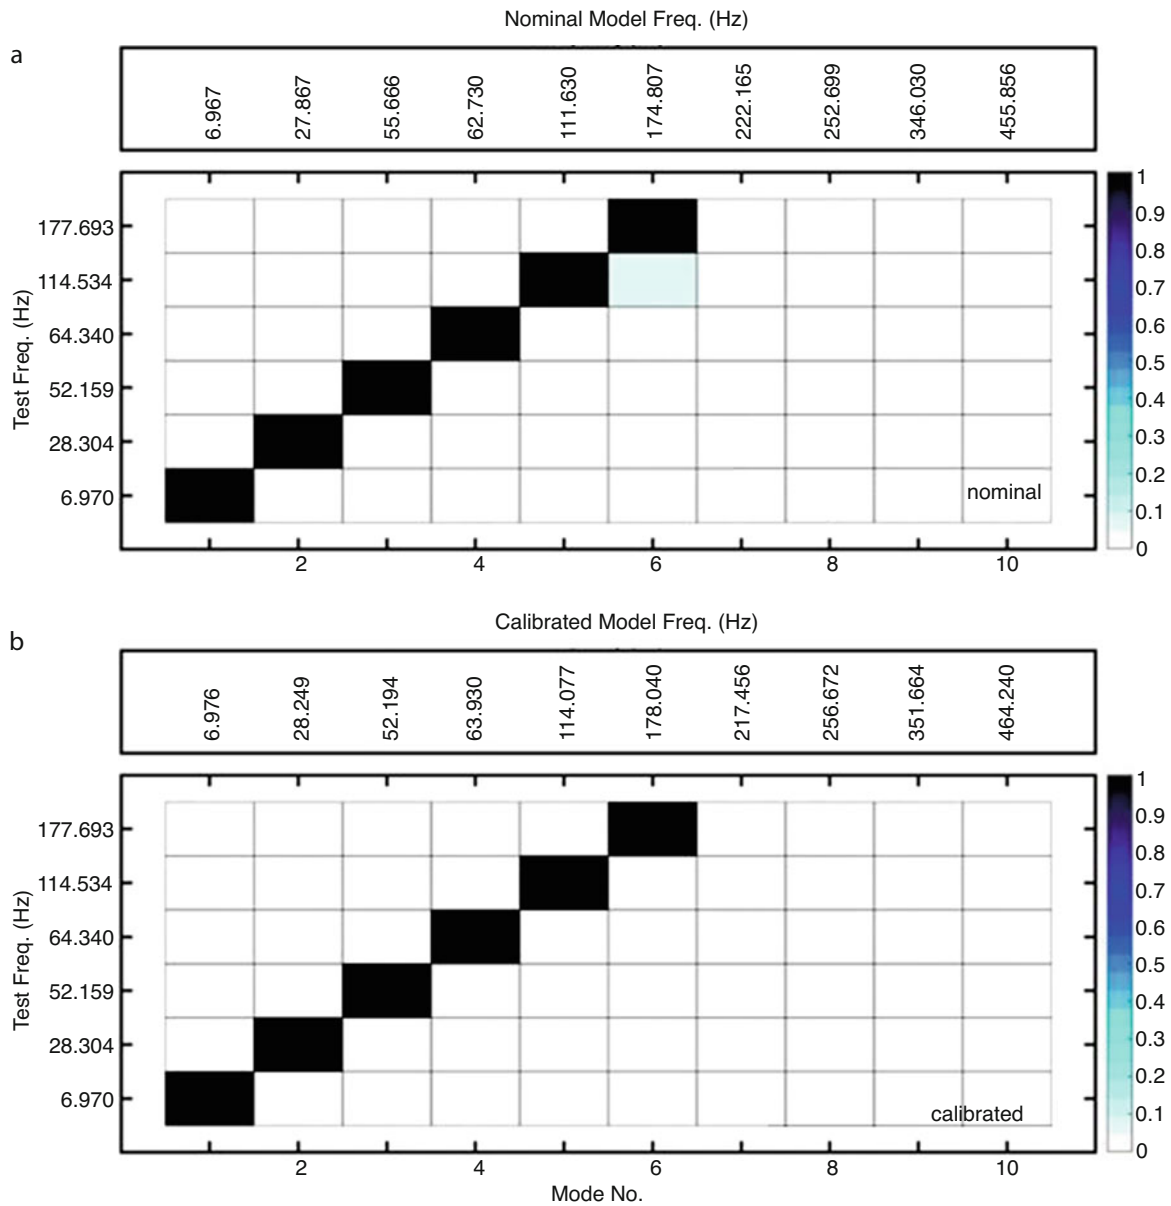 Nominal Model Freq. (Hz)
a
6.967 27.867 55.666 62.730 111.630 174.807 222.165 252.699 346.030 455.856
Test Freq. (Hz)
177.693
114.534
64.340
52.159
28.304
6.970
nominal
2 4 6 8 10
1
0.9
0.8
0.7
0.6
0.5
0.4
0.3
0.2
0.1
0
Calibrated Model Freq. (Hz)
b
6.976 28.249 52.194 63.930 114.077 178.040 217.456 256.672 351.664 464.240
Test Freq. (Hz)
177.693
114.534
64.340
52.159
28.304
6.970
calibrated
2 4 6 8 10
Mode No.
1
0.9
0.8
0.7
0.6
0.5
0.4
0.3
0.2
0.1
0